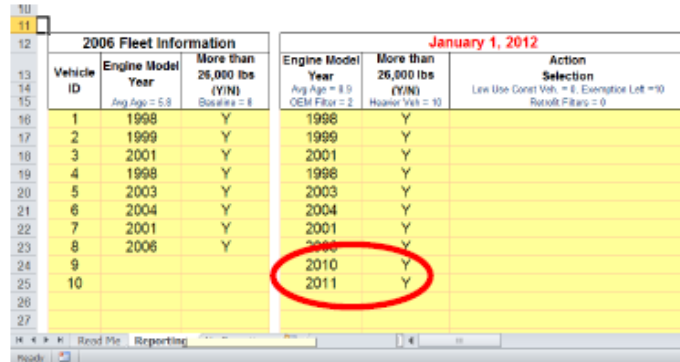 10
11
12 2006 Fleet Information January 1, 2012
13 Vehicle ID Engine Model Year More than 26,000 lbs (Y/N) Engine Model Year More than 26,000 lbs (Y/N) Action Selection
14 Avg Age = 8.9 Low Use Const Veh. = 0, Exemption Left =10
15 Avg Age = 5.8 Baseline = 8 OEM Filter = 2 Heavier Veh = 10 Retrofit Filters = 0
16 1 1998 Y 1998 Y
17 2 1999 Y 1999 Y
18 3 2001 Y 2001 Y
19 4 1998 Y 1998 Y
20 5 2003 Y 2003 Y
21 6 2004 Y 2004 Y
22 7 2001 Y 2001 Y
23 8 2006 Y Y
24 9 2010 Y
25 10 2011 Y
26
27
Read Me Reporting
Ready